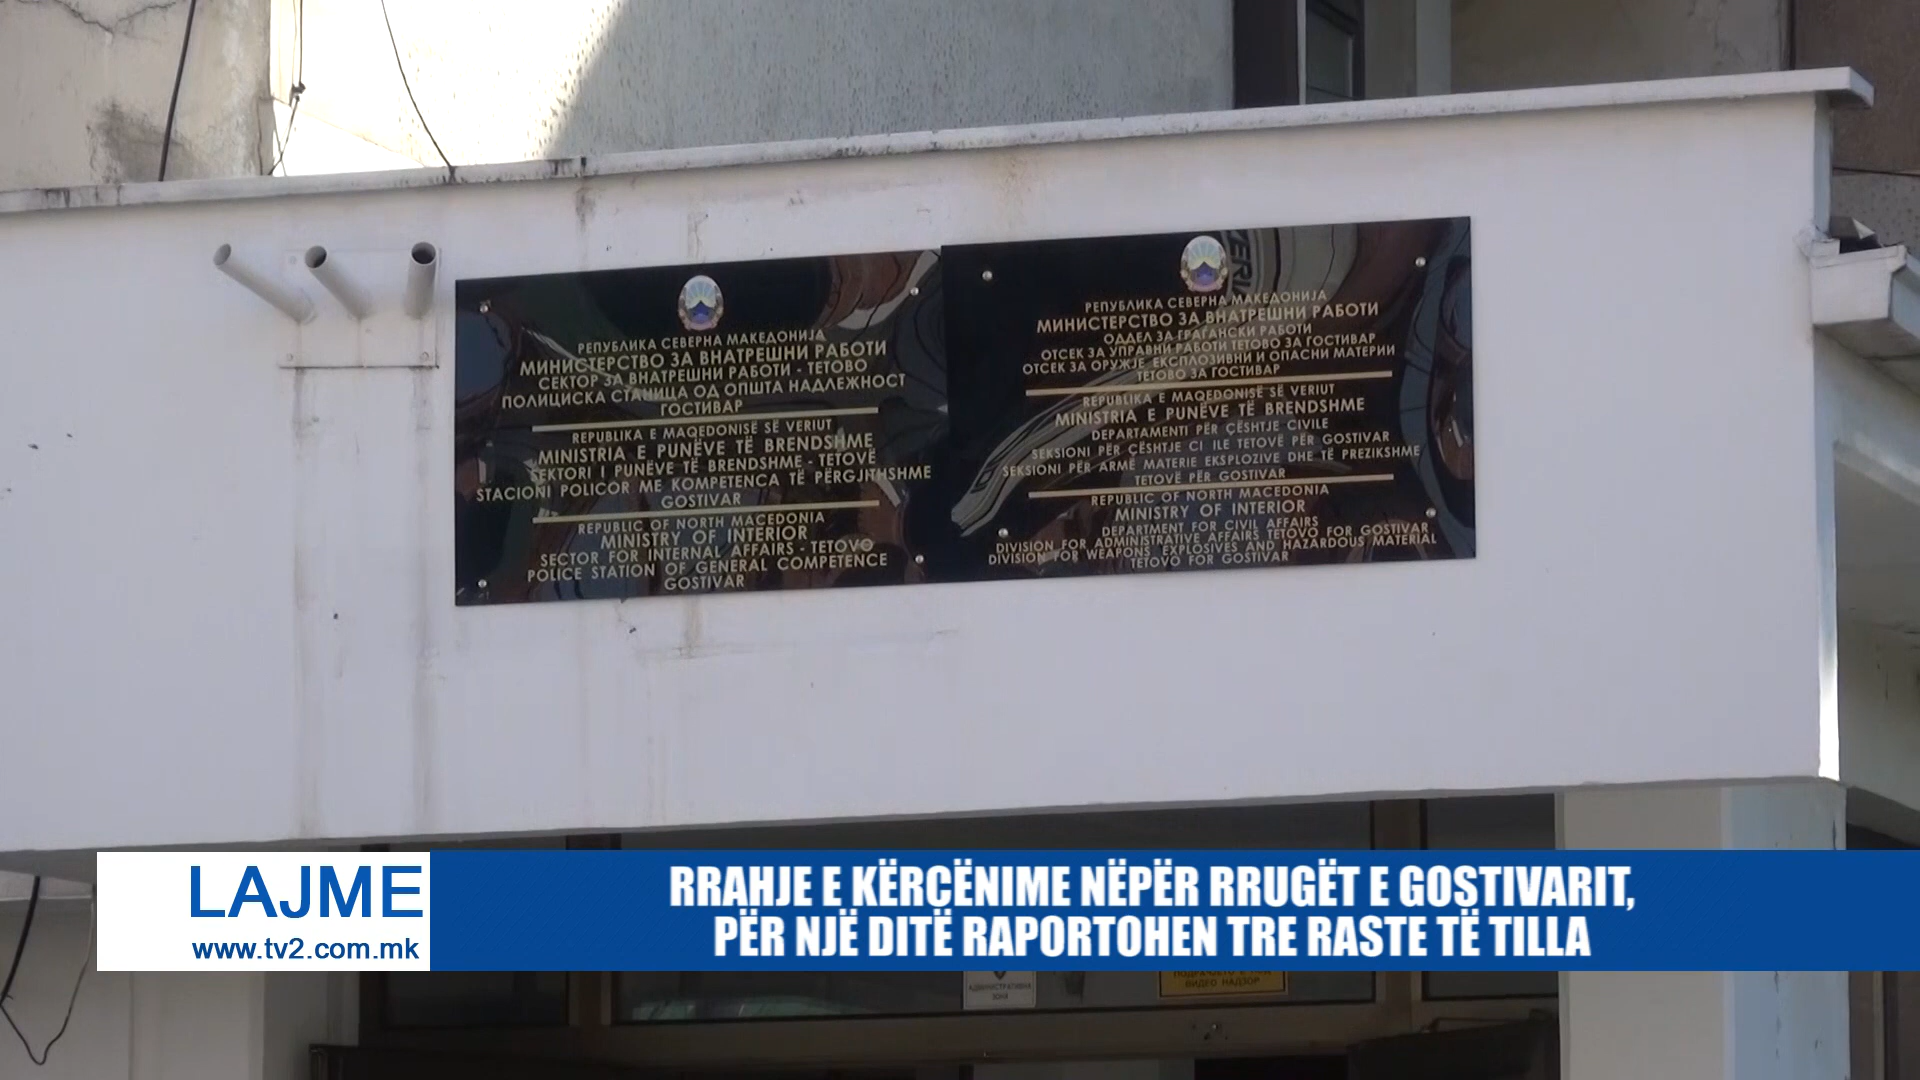 РЕПУБЛИКА СЕВЕРНА МАКЕДОНИЈА
МИНИСТЕРСТВО ЗА ВНАТРЕШНИ РАБОТИ
СЕКТОР ЗА ВНАТРЕШНИ РАБОТИ - ТЕТОВО
ПОЛИЦИСКА СТАНИЦА ОД ОПШТА НАДЛЕЖНОСТ
ГОСТИВАР
REPUBLIKA E MAQEDONISË SË VERIUT
MINISTRIA E PUNËVE TË BRENDSHME
SEKTORI I PUNËVE TË BRENDSHME - TETOVË
STACIONI POLICOR ME KOMPETENCA TË PËRGJITHSHME
GOSTIVAR
REPUBLIC OF NORTH MACEDONIA
MINISTRY OF INTERIOR
SECTOR FOR INTERNAL AFFAIRS - TETOVO
POLICE STATION OF GENERAL COMPETENCE
GOSTIVAR
РЕПУБЛИКА СЕВЕРНА МАКЕДОНИЈА
МИНИСТЕРСТВО ЗА ВНАТРЕШНИ РАБОТИ
ОДДЕЛ ЗА ГРАЃАНСКИ РАБОТИ
ОТСЕК ЗА УПРАВНИ РАБОТИ ТЕТОВО ЗА ГОСТИВАР
ОТСЕК ЗА ОРУЖЈЕ ЕКСПЛОЗИВНИ И ОПАСНИ МАТЕРИИ
ТЕТОВО ЗА ГОСТИВАР
REPUBLIKA E MAQEDONISË SË VERIUT
MINISTRIA E PUNËVE TË BRENDSHME
DEPARTAMENTI PËR ÇËSHTJE CIVILE
SEKSIONI PËR ÇËSHTJE CI ILE TETOVË PËR GOSTIVAR
SEKSIONI PËR ARMË MATERIE EKSPLOZIVE DHE TË PREZIKSHME
TETOVË PËR GOSTIVAR
REPUBLIC OF NORTH MACEDONIA
MINISTRY OF INTERIOR
DEPARTMENT FOR CIVIL AFFAIRS
DIVISION FOR ADMINISTRATIVE AFFAIRS TETOVO FOR GOSTIVAR
DIVISION FOR WEAPONS EXPLOSIVES AND HAZARDOUS MATERIAL
TETOVO FOR GOSTIVAR
LAJME
www.tv2.com.mk
RRAHJE E KËRCËNIME NËPËR RRUGËT E GOSTIVARIT,
PËR NJË DITË RAPORTOHEN TRE RASTE TË TILLA
АДМИНИСТРАТИВНА
ЗОНА
ВИДЕО НАДЗОР